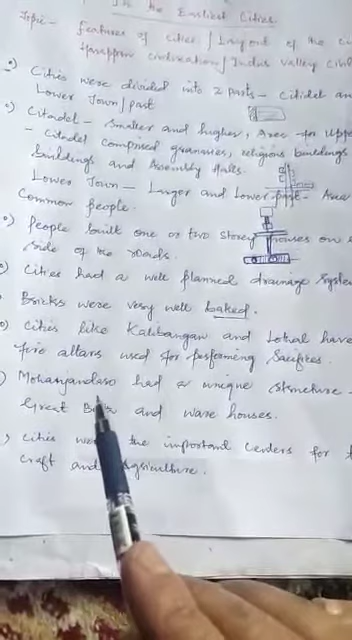 In the Earliest Cities
Topic - Features of cities / Layout of the ci
Harappan civilization / Indus Valley Civil
Cities were divided into 2 parts - Citidel an
Lower Town / part
Citadel - Smaller and higher, Area for upp
- Citadel composed granaries, religious buildings
buildings and Assembly Halls.
Lower Town - Larger and Lower part - Area
Common people.
People built one or two storey houses on e
side of the roads.
Cities had a well planned drainage syste
Bricks were very well baked.
Cities like Kalibangan and Lothal have
fire altars used for performing Sacrifices.
Mohanjandaro had a unique structure -
Great and ware houses.
Cities were the important centers for
craft and Agriculture.